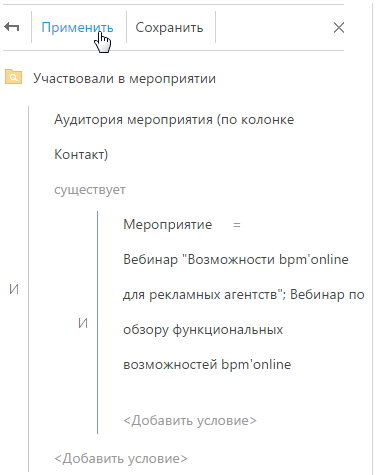 Применить Сохранить
Участвовали в мероприятии
Аудитория мероприятия (по колонке
Контакт)
существует
Мероприятие =
Вебинар "Возможности bpm'online
И
для рекламных агентств"; Вебинар по
И
обзору функциональных
возможностей bpm'online
<Добавить условие>
<Добавить условие>